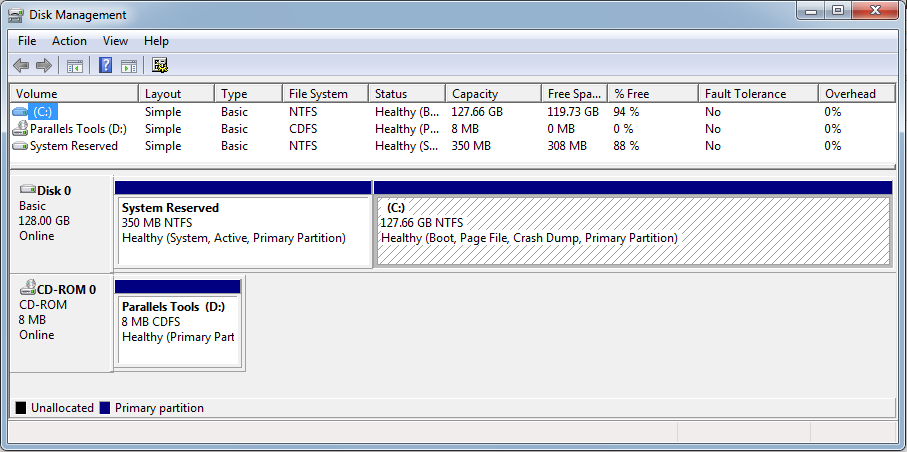 Disk Management
File Action View Help
Volume Layout Type File System Status Capacity Free Spa... % Free Fault Tolerance Overhead
(C:) Simple Basic NTFS Healthy (B... 127.66 GB 119.73 GB 94 % No 0%
Parallels Tools (D:) Simple Basic CDFS Healthy (P... 8 MB 0 MB 0 % No 0%
System Reserved Simple Basic NTFS Healthy (S... 350 MB 308 MB 88 % No 0%
Disk 0
Basic
128.00 GB
Online
System Reserved
350 MB NTFS
Healthy (System, Active, Primary Partition)
(C:)
127.66 GB NTFS
Healthy (Boot, Page File, Crash Dump, Primary Partition)
CD-ROM 0
CD-ROM
8 MB
Online
Parallels Tools (D:)
8 MB CDFS
Healthy (Primary Part
Unallocated Primary partition